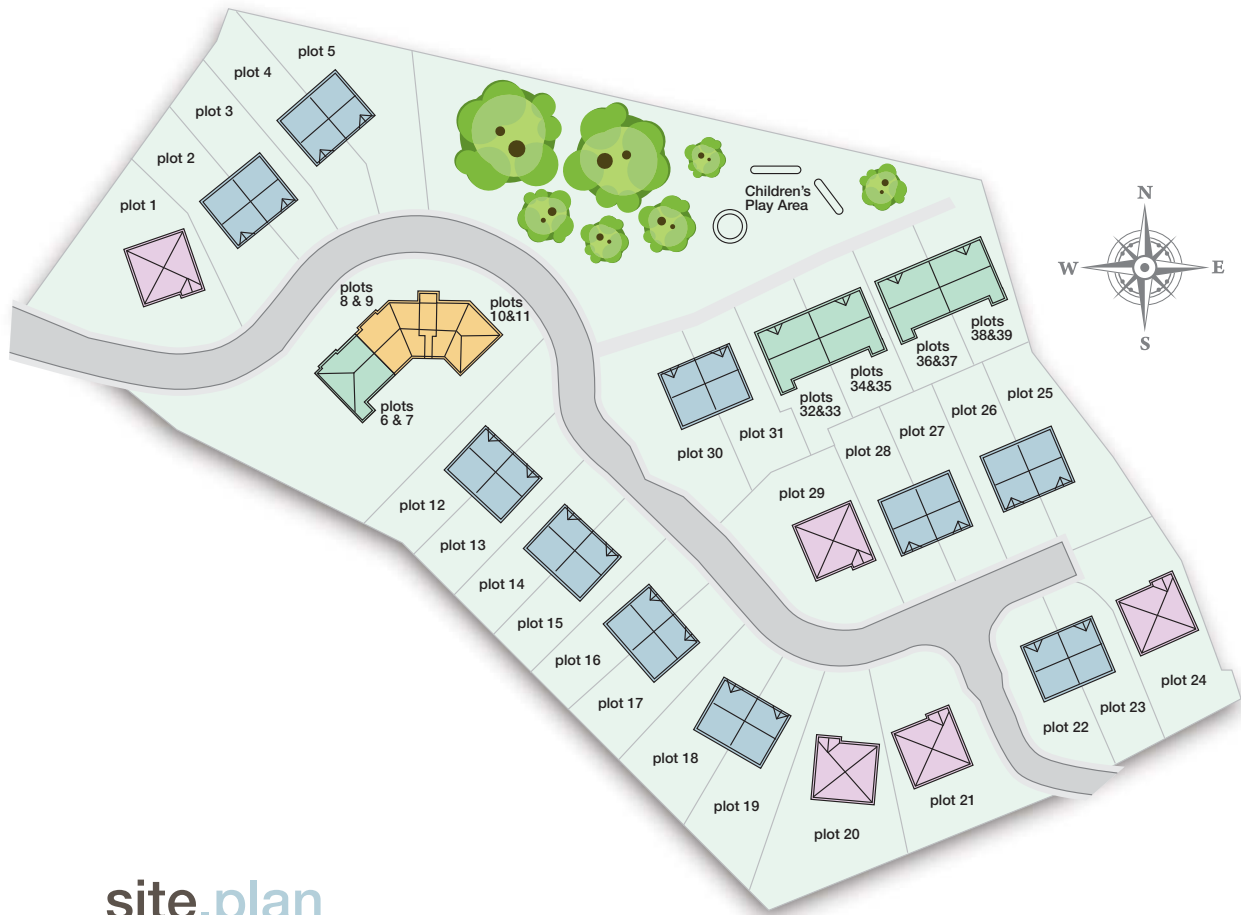 plot 5
plot 4
plot 3
plot 2
plot 1
Children's
Play Area
N
W
E
S
plots
8 & 9
plots
10&11
plots
6 & 7
plots
38&39
plots
36&37
plots
34&35
plots
32&33
plot 31
plot 30
plot 25
plot 26
plot 27
plot 28
plot 29
plot 12
plot 13
plot 14
plot 15
plot 16
plot 17
plot 18
plot 19
plot 20
plot 21
plot 22
plot 23
plot 24
site.plan